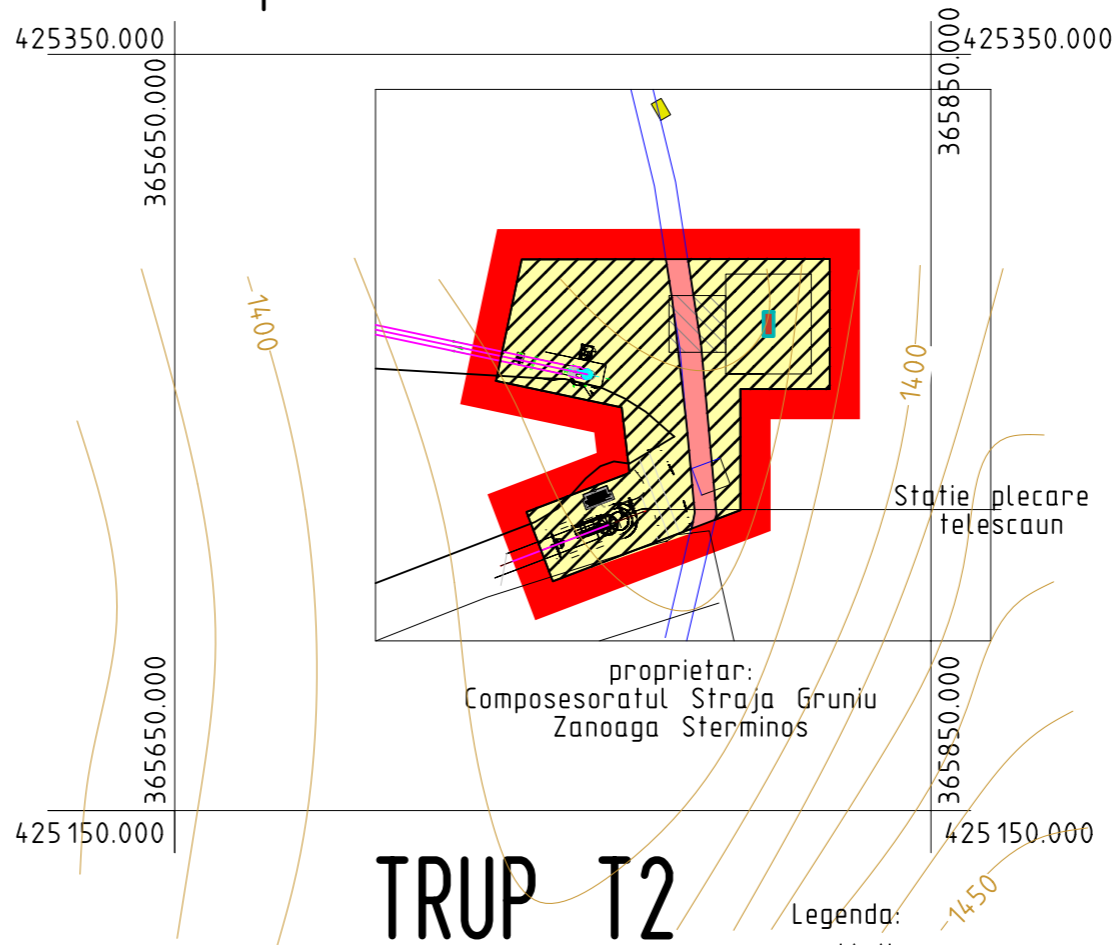 425350.000
425350.000
365650.000
365850.000
1400
1400
Statie plecare
telescaun
proprietar:
Composesoratul Straja Gruniu
Zanoaga Sterminos
365650.000
365850.000
425150.000
425150.000
TRUP T2
1450
Legenda: